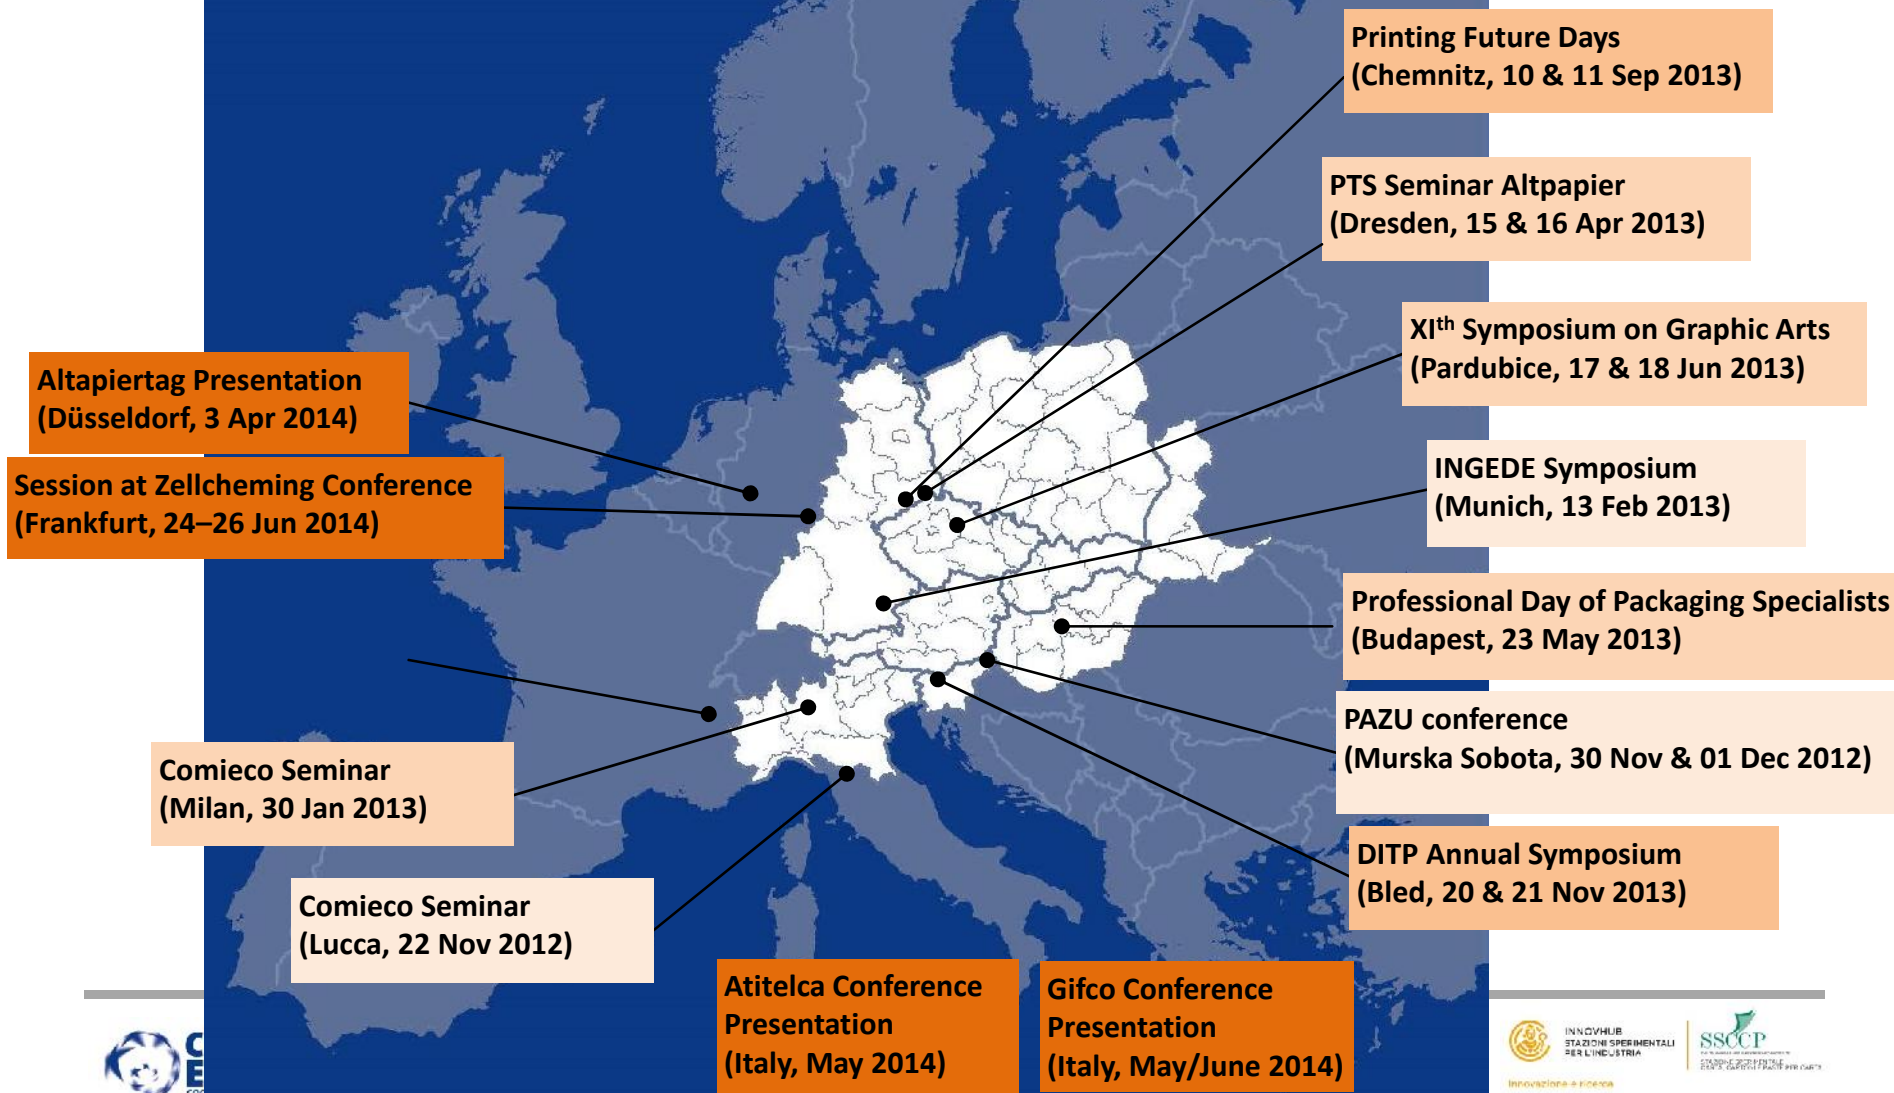 Printing Future Days
(Chemnitz, 10 & 11 Sep 2013)
PTS Seminar Altpapier
(Dresden, 15 & 16 Apr 2013)
XIth Symposium on Graphic Arts
(Pardubice, 17 & 18 Jun 2013)
Altapiertag Presentation
(Düsseldorf, 3 Apr 2014)
Session at Zellcheming Conference
(Frankfurt, 24–26 Jun 2014)
INGEDE Symposium
(Munich, 13 Feb 2013)
Professional Day of Packaging Specialists
(Budapest, 23 May 2013)
PAZU conference
(Murska Sobota, 30 Nov & 01 Dec 2012)
Comieco Seminar
(Milan, 30 Jan 2013)
DITP Annual Symposium
(Bled, 20 & 21 Nov 2013)
Comieco Seminar
(Lucca, 22 Nov 2012)
Atitelca Conference
Presentation
(Italy, May 2014)
Gifco Conference
Presentation
(Italy, May/June 2014)
INNOVHUB
STAZIONI SPERIMENTALI
PER L'INDUSTRIA
innovazione e ricerca
SSCCP